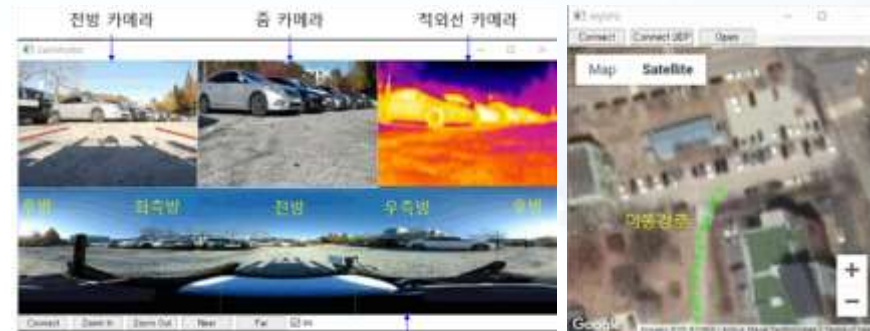 전방 카메라 줌 카메라 적외선 카메라
Connect Connect UDP Open
Map Satellite
후방 좌측방 전방 우측방 후방
이동경로
+
−
Google
Connect Zoom In Zoom Out Near Far